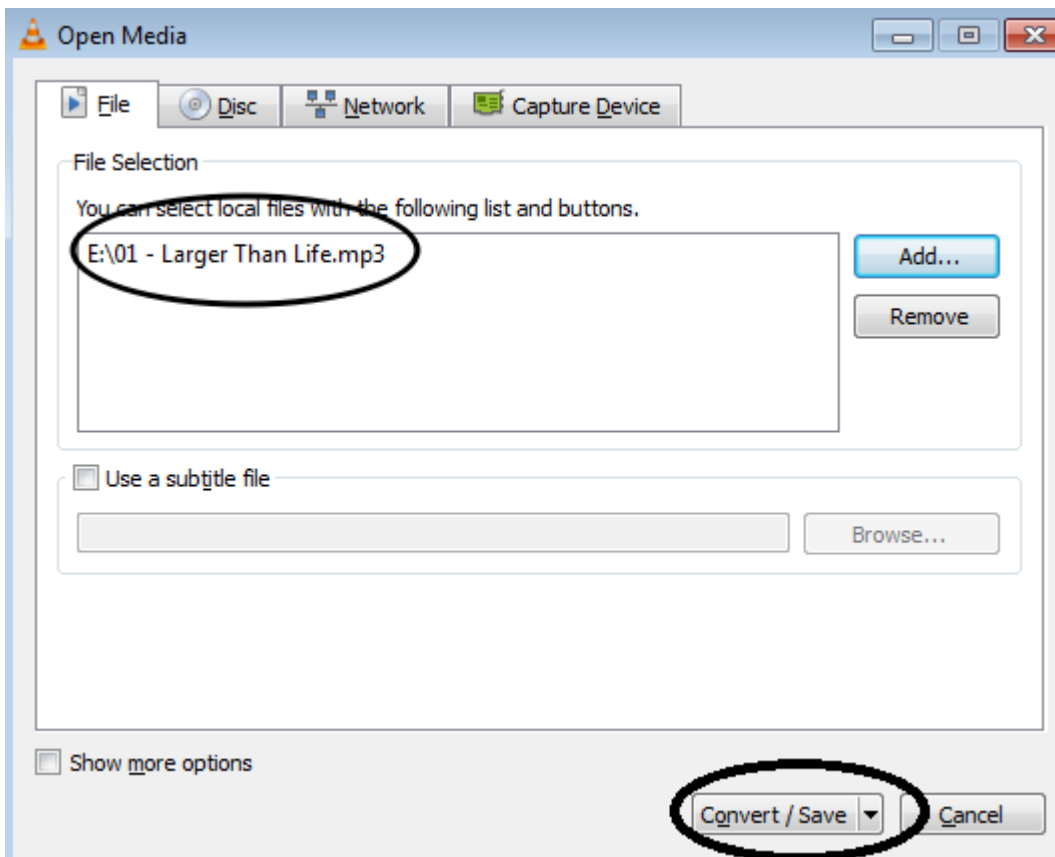 Open Media
File Disc Network Capture Device
File Selection
You can select local files with the following list and buttons.
E:\01 - Larger Than Life.mp3
Add...
Remove
Use a subtitle file
Browse...
Show more options
Convert / Save Cancel